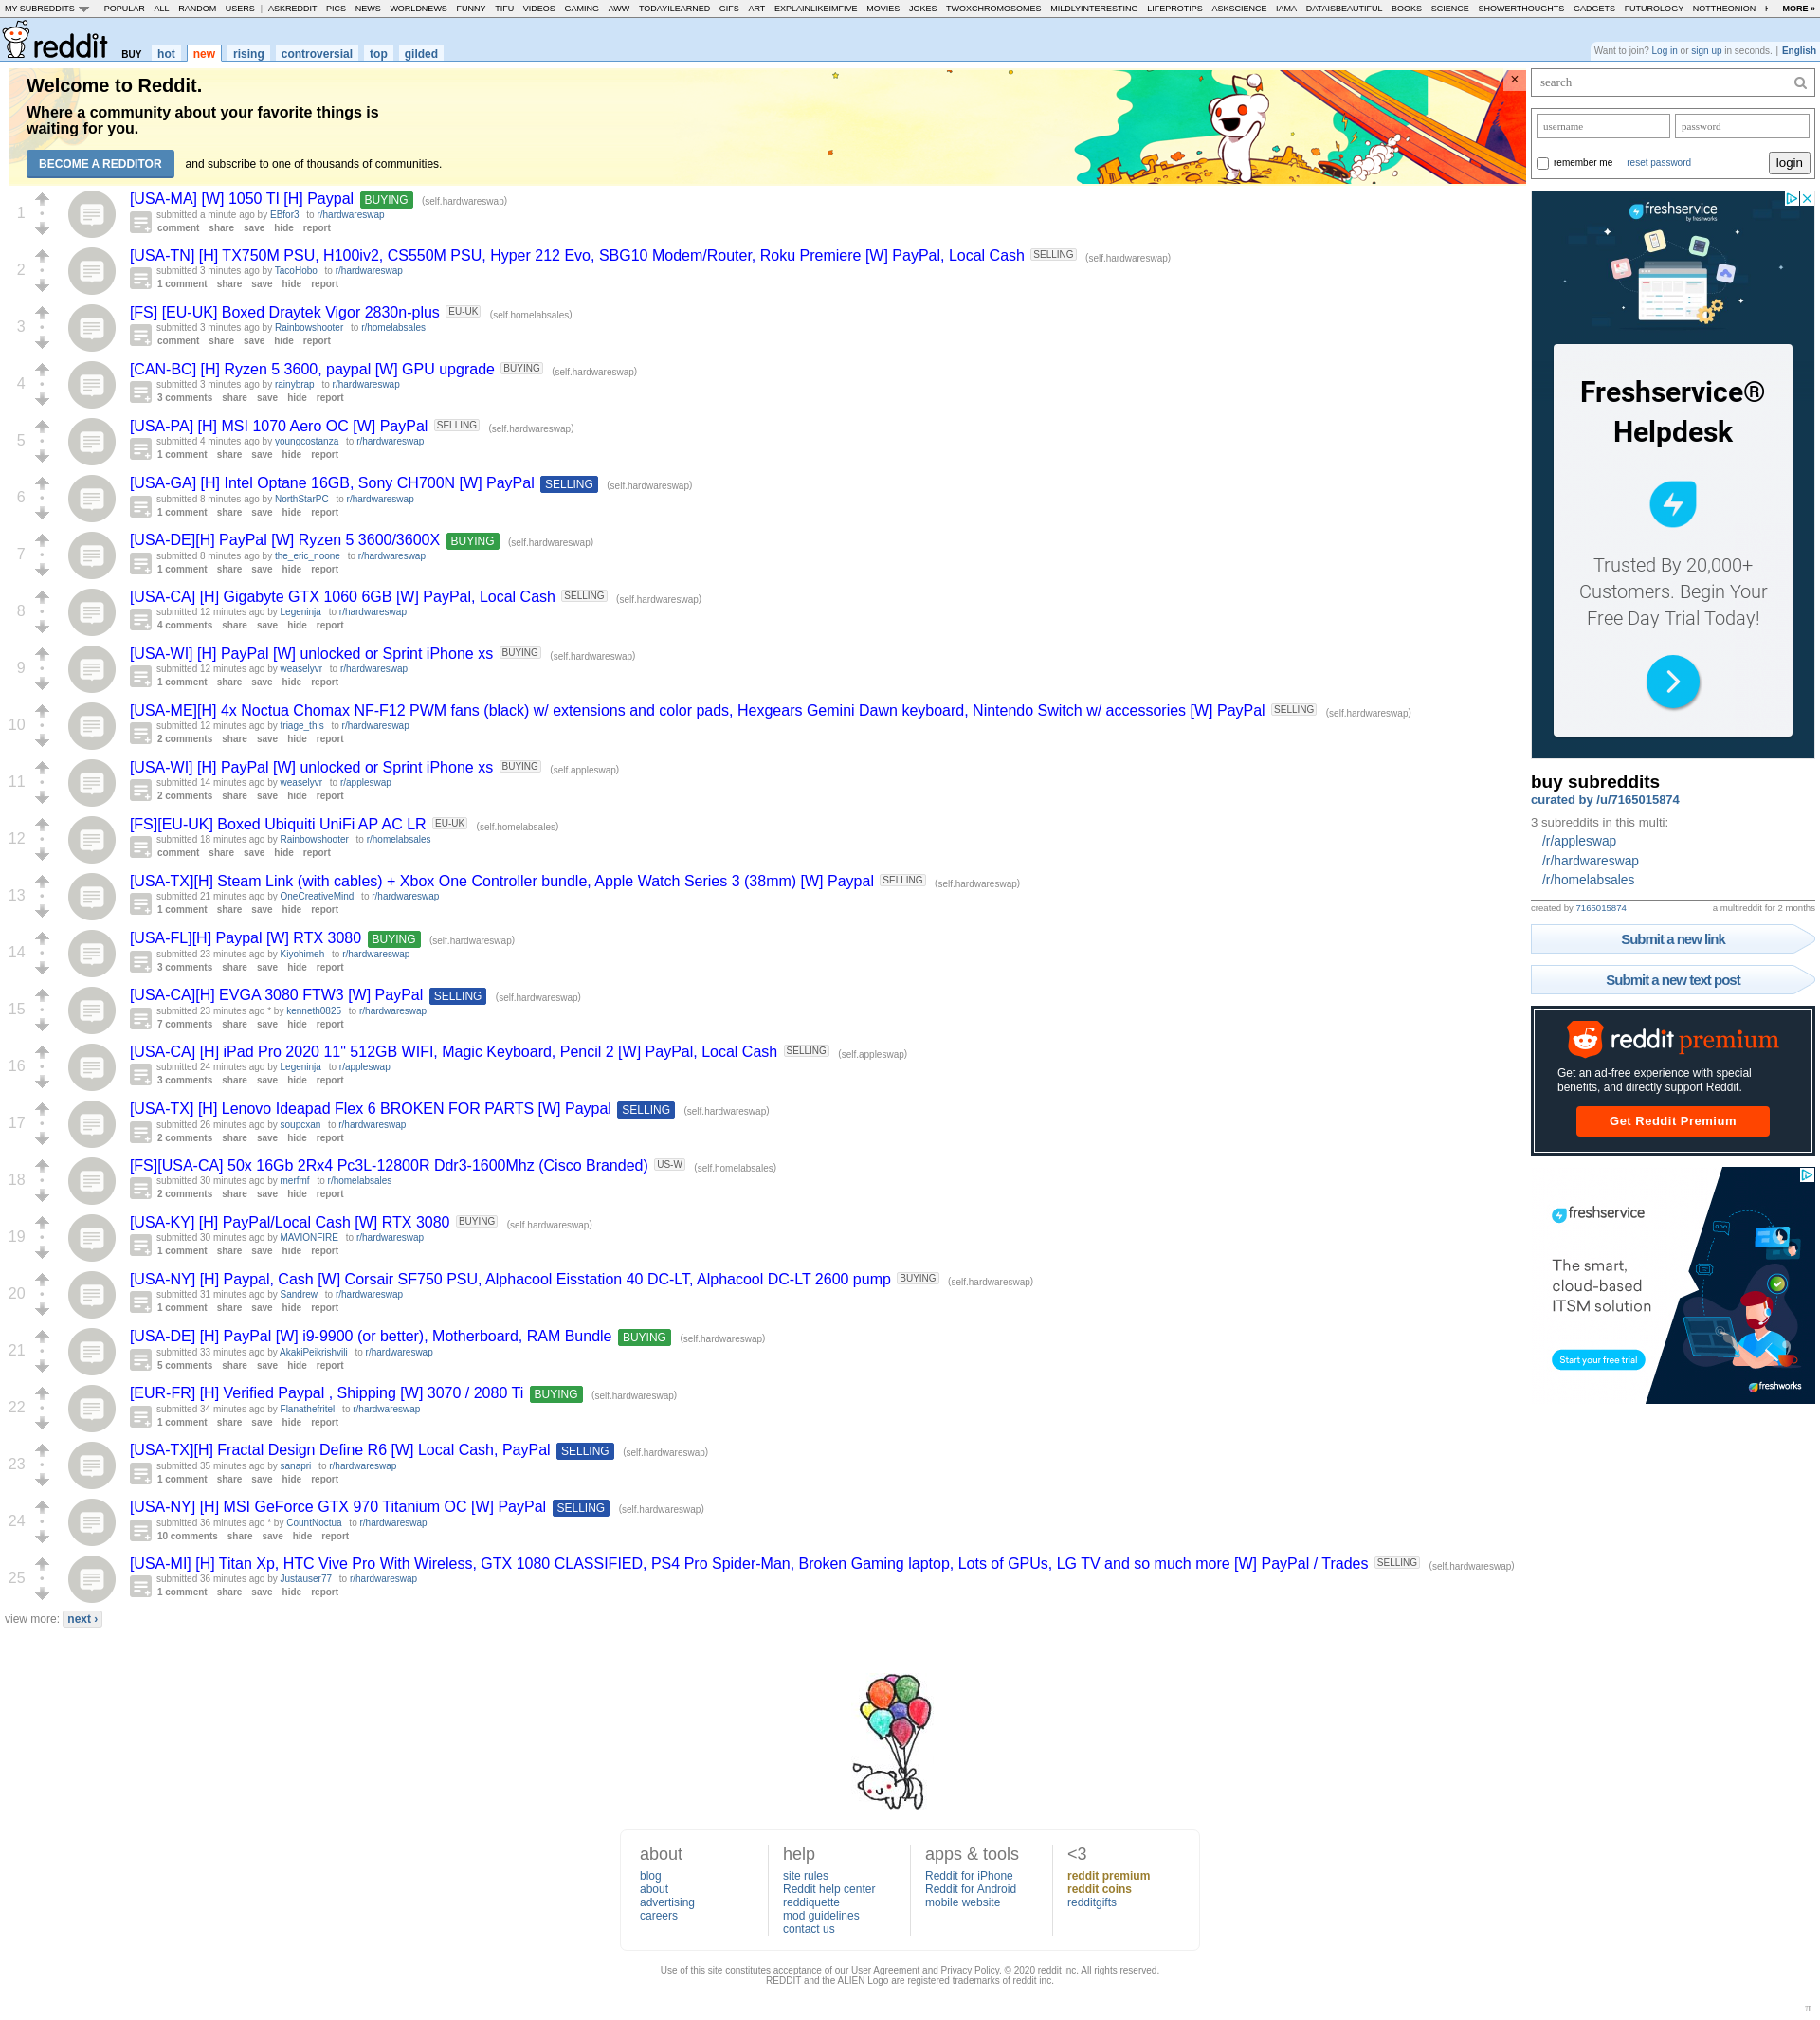 MY SUBREDDITS POPULAR - ALL - RANDOM - USERS | ASKREDDIT - PICS - NEWS - WORLDNEWS - FUNNY - TIFU - VIDEOS - GAMING - AWW - TODAYILEARNED - GIFS - ART - EXPLAINLIKEIMFIVE - MOVIES - JOKES - TWOXCHROMOSOMES - MILDLYINTERESTING - LIFEPROTIPS - ASKSCIENCE - IAMA - DATAISBEAUTIFUL - BOOKS - SCIENCE - SHOWERTHOUGHTS - GADGETS - FUTUROLOGY - NOTTHEONION - MORE »
reddit BUY hot new rising controversial top gilded
Want to join? Log in or sign up in seconds. | English
Welcome to Reddit.
Where a community about your favorite things is
waiting for you.
BECOME A REDDITOR and subscribe to one of thousands of communities.
1
[USA-MA] [W] 1050 TI [H] Paypal BUYING (self.hardwareswap)
submitted a minute ago by EBfor3 to r/hardwareswap
comment share save hide report
2
[USA-TN] [H] TX750M PSU, H100iv2, CS550M PSU, Hyper 212 Evo, SBG10 Modem/Router, Roku Premiere [W] PayPal, Local Cash SELLING (self.hardwareswap)
submitted 3 minutes ago by TacoHobo to r/hardwareswap
1 comment share save hide report
3
[FS] [EU-UK] Boxed Draytek Vigor 2830n-plus EU-UK (self.homelabsales)
submitted 3 minutes ago by Rainbowshooter to r/homelabsales
comment share save hide report
4
[CAN-BC] [H] Ryzen 5 3600, paypal [W] GPU upgrade BUYING (self.hardwareswap)
submitted 3 minutes ago by rainybrap to r/hardwareswap
3 comments share save hide report
5
[USA-PA] [H] MSI 1070 Aero OC [W] PayPal SELLING (self.hardwareswap)
submitted 4 minutes ago by youngcostanza to r/hardwareswap
1 comment share save hide report
6
[USA-GA] [H] Intel Optane 16GB, Sony CH700N [W] PayPal SELLING (self.hardwareswap)
submitted 8 minutes ago by NorthStarPC to r/hardwareswap
1 comment share save hide report
7
[USA-DE][H] PayPal [W] Ryzen 5 3600/3600X BUYING (self.hardwareswap)
submitted 8 minutes ago by the_eric_noone to r/hardwareswap
1 comment share save hide report
8
[USA-CA] [H] Gigabyte GTX 1060 6GB [W] PayPal, Local Cash SELLING (self.hardwareswap)
submitted 12 minutes ago by Legeninja to r/hardwareswap
4 comments share save hide report
9
[USA-WI] [H] PayPal [W] unlocked or Sprint iPhone xs BUYING (self.hardwareswap)
submitted 12 minutes ago by weaselyvr to r/hardwareswap
1 comment share save hide report
10
[USA-ME][H] 4x Noctua Chomax NF-F12 PWM fans (black) w/ extensions and color pads, Hexgears Gemini Dawn keyboard, Nintendo Switch w/ accessories [W] PayPal SELLING (self.hardwareswap)
submitted 12 minutes ago by triage_this to r/hardwareswap
2 comments share save hide report
11
[USA-WI] [H] PayPal [W] unlocked or Sprint iPhone xs BUYING (self.appleswap)
submitted 14 minutes ago by weaselyvr to r/appleswap
2 comments share save hide report
12
[FS][EU-UK] Boxed Ubiquiti UniFi AP AC LR EU-UK (self.homelabsales)
submitted 18 minutes ago by Rainbowshooter to r/homelabsales
comment share save hide report
13
[USA-TX][H] Steam Link (with cables) + Xbox One Controller bundle, Apple Watch Series 3 (38mm) [W] Paypal SELLING (self.hardwareswap)
submitted 21 minutes ago by OneCreativeMind to r/hardwareswap
1 comment share save hide report
14
[USA-FL][H] Paypal [W] RTX 3080 BUYING (self.hardwareswap)
submitted 23 minutes ago by Kiyohimeh to r/hardwareswap
3 comments share save hide report
15
[USA-CA][H] EVGA 3080 FTW3 [W] PayPal SELLING (self.hardwareswap)
submitted 23 minutes ago * by kenneth0825 to r/hardwareswap
7 comments share save hide report
16
[USA-CA] [H] iPad Pro 2020 11" 512GB WIFI, Magic Keyboard, Pencil 2 [W] PayPal, Local Cash SELLING (self.appleswap)
submitted 24 minutes ago by Legeninja to r/appleswap
3 comments share save hide report
17
[USA-TX] [H] Lenovo Ideapad Flex 6 BROKEN FOR PARTS [W] Paypal SELLING (self.hardwareswap)
submitted 26 minutes ago by soupcxan to r/hardwareswap
2 comments share save hide report
18
[FS][USA-CA] 50x 16Gb 2Rx4 Pc3L-12800R Ddr3-1600Mhz (Cisco Branded) US-W (self.homelabsales)
submitted 30 minutes ago by merfmf to r/homelabsales
2 comments share save hide report
19
[USA-KY] [H] PayPal/Local Cash [W] RTX 3080 BUYING (self.hardwareswap)
submitted 30 minutes ago by MAVIONFIRE to r/hardwareswap
1 comment share save hide report
20
[USA-NY] [H] Paypal, Cash [W] Corsair SF750 PSU, Alphacool Eisstation 40 DC-LT, Alphacool DC-LT 2600 pump BUYING (self.hardwareswap)
submitted 31 minutes ago by Sandrew to r/hardwareswap
1 comment share save hide report
21
[USA-DE] [H] PayPal [W] i9-9900 (or better), Motherboard, RAM Bundle BUYING (self.hardwareswap)
submitted 33 minutes ago by AkakiPeikrishvili to r/hardwareswap
5 comments share save hide report
22
[EUR-FR] [H] Verified Paypal , Shipping [W] 3070 / 2080 Ti BUYING (self.hardwareswap)
submitted 34 minutes ago by Flanathefritel to r/hardwareswap
1 comment share save hide report
23
[USA-TX][H] Fractal Design Define R6 [W] Local Cash, PayPal SELLING (self.hardwareswap)
submitted 35 minutes ago by sanapri to r/hardwareswap
1 comment share save hide report
24
[USA-NY] [H] MSI GeForce GTX 970 Titanium OC [W] PayPal SELLING (self.hardwareswap)
submitted 36 minutes ago * by CountNoctua to r/hardwareswap
10 comments share save hide report
25
[USA-MI] [H] Titan Xp, HTC Vive Pro With Wireless, GTX 1080 CLASSIFIED, PS4 Pro Spider-Man, Broken Gaming laptop, Lots of GPUs, LG TV and so much more [W] PayPal / Trades SELLING (self.hardwareswap)
submitted 36 minutes ago by Justauser77 to r/hardwareswap
1 comment share save hide report
view more: next ›
search
username password
remember me reset password login
freshservice
by freshworks
Freshservice®
Helpdesk
Trusted By 20,000+
Customers. Begin Your
Free Day Trial Today!
buy subreddits
curated by /u/7165015874
3 subreddits in this multi:
/r/appleswap
/r/hardwareswap
/r/homelabsales
created by 7165015874 a multireddit for 2 months
Submit a new link
Submit a new text post
reddit premium
Get an ad-free experience with special
benefits, and directly support Reddit.
Get Reddit Premium
freshservice
The smart,
cloud-based
ITSM solution
Start your free trial
freshworks
about
blog
about
advertising
careers
help
site rules
Reddit help center
reddiquette
mod guidelines
contact us
apps & tools
Reddit for iPhone
Reddit for Android
mobile website
<3
reddit premium
reddit coins
redditgifts
Use of this site constitutes acceptance of our User Agreement and Privacy Policy. © 2020 reddit inc. All rights reserved.
REDDIT and the ALIEN Logo are registered trademarks of reddit inc.
π